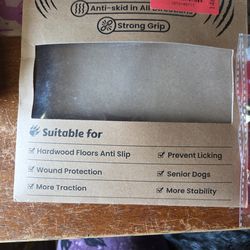 Anti-skid in All Directions
Strong Grip
Suitable for
Hardwood Floors Anti Slip
Prevent Licking
Wound Protection
Senior Dogs
More Traction
More Stability